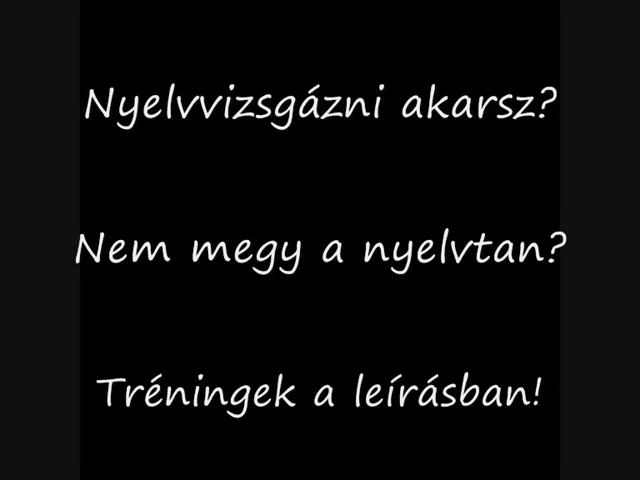 Nyelvvizsgázni akarsz?
Nem megy a nyelvtan?
Tréningek a leírásban!